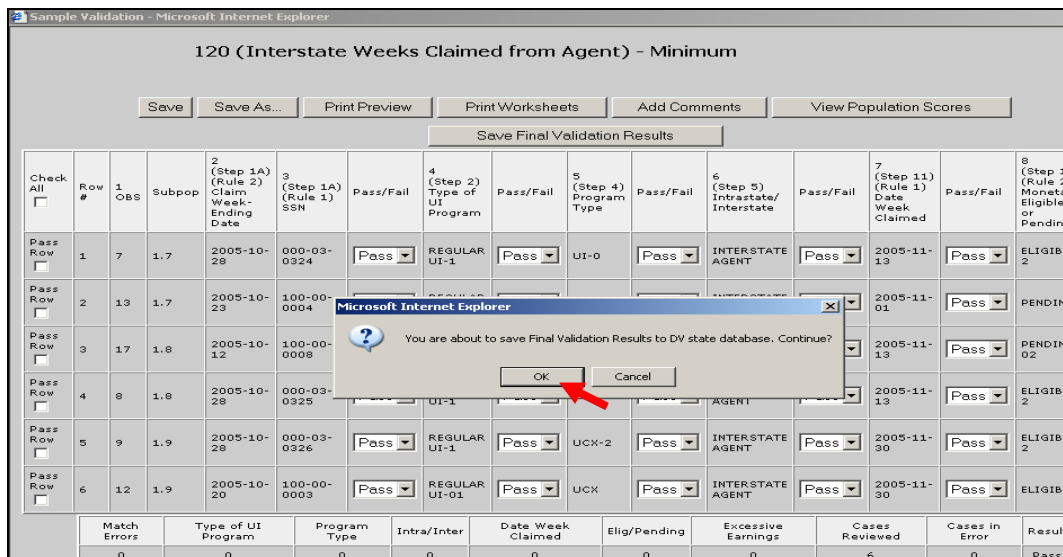 Sample Validation - Microsoft Internet Explorer
120 (Interstate Weeks Claimed from Agent) - Minimum
Save Save As... Print Preview Print Worksheets Add Comments View Population Scores
Save Final Validation Results
Check All
Row #
1 OBS
Subpop
2 (Step 1A) (Rule 2) Claim Week-Ending Date
3 (Step 1A) (Rule 1) SSN
Pass/Fail
4 (Step 2) Type of UI Program
Pass/Fail
5 (Step 4) Program Type
Pass/Fail
6 (Step 5) Intrastate/ Interstate
Pass/Fail
7 (Step 11) (Rule 1) Date Week Claimed
Pass/Fail
8
or
Pass Row 1 7 1.7 2005-10-28 000-03-0324 Pass REGULAR UI-1 Pass UI-0 Pass INTERSTATE AGENT Pass 2005-11-13 Pass ELIGIB 2
Pass Row 2 13 1.7 2005-10-23 100-00-0004 2005-11-01 Pass PENDIN
Pass Row 3 17 1.8 2005-10-12 100-00-0008 2005-11-13 Pass PENDIN 02
Pass Row 4 8 1.8 2005-10-28 000-03-0325 UI-1 AGENT 2005-11-13 Pass ELIGIB 2
Pass Row 5 9 1.9 2005-10-28 000-03-0326 Pass REGULAR UI-1 Pass UCX-2 Pass INTERSTATE AGENT Pass 2005-11-30 Pass ELIGIB 2
Pass Row 6 12 1.9 2005-10-20 100-00-0003 Pass REGULAR UI-01 Pass UCX Pass INTERSTATE AGENT Pass 2005-11-30 Pass ELIGIB
Microsoft Internet Explorer
You are about to save Final Validation Results to DV state database. Continue?
OK Cancel
Match Errors Type of UI Program Program Type Intra/Inter Date Week Claimed Elig/Pending Excessive Earnings Cases Reviewed Cases in Error Resul
0 0 0 0 0 0 0 6 0 Pass